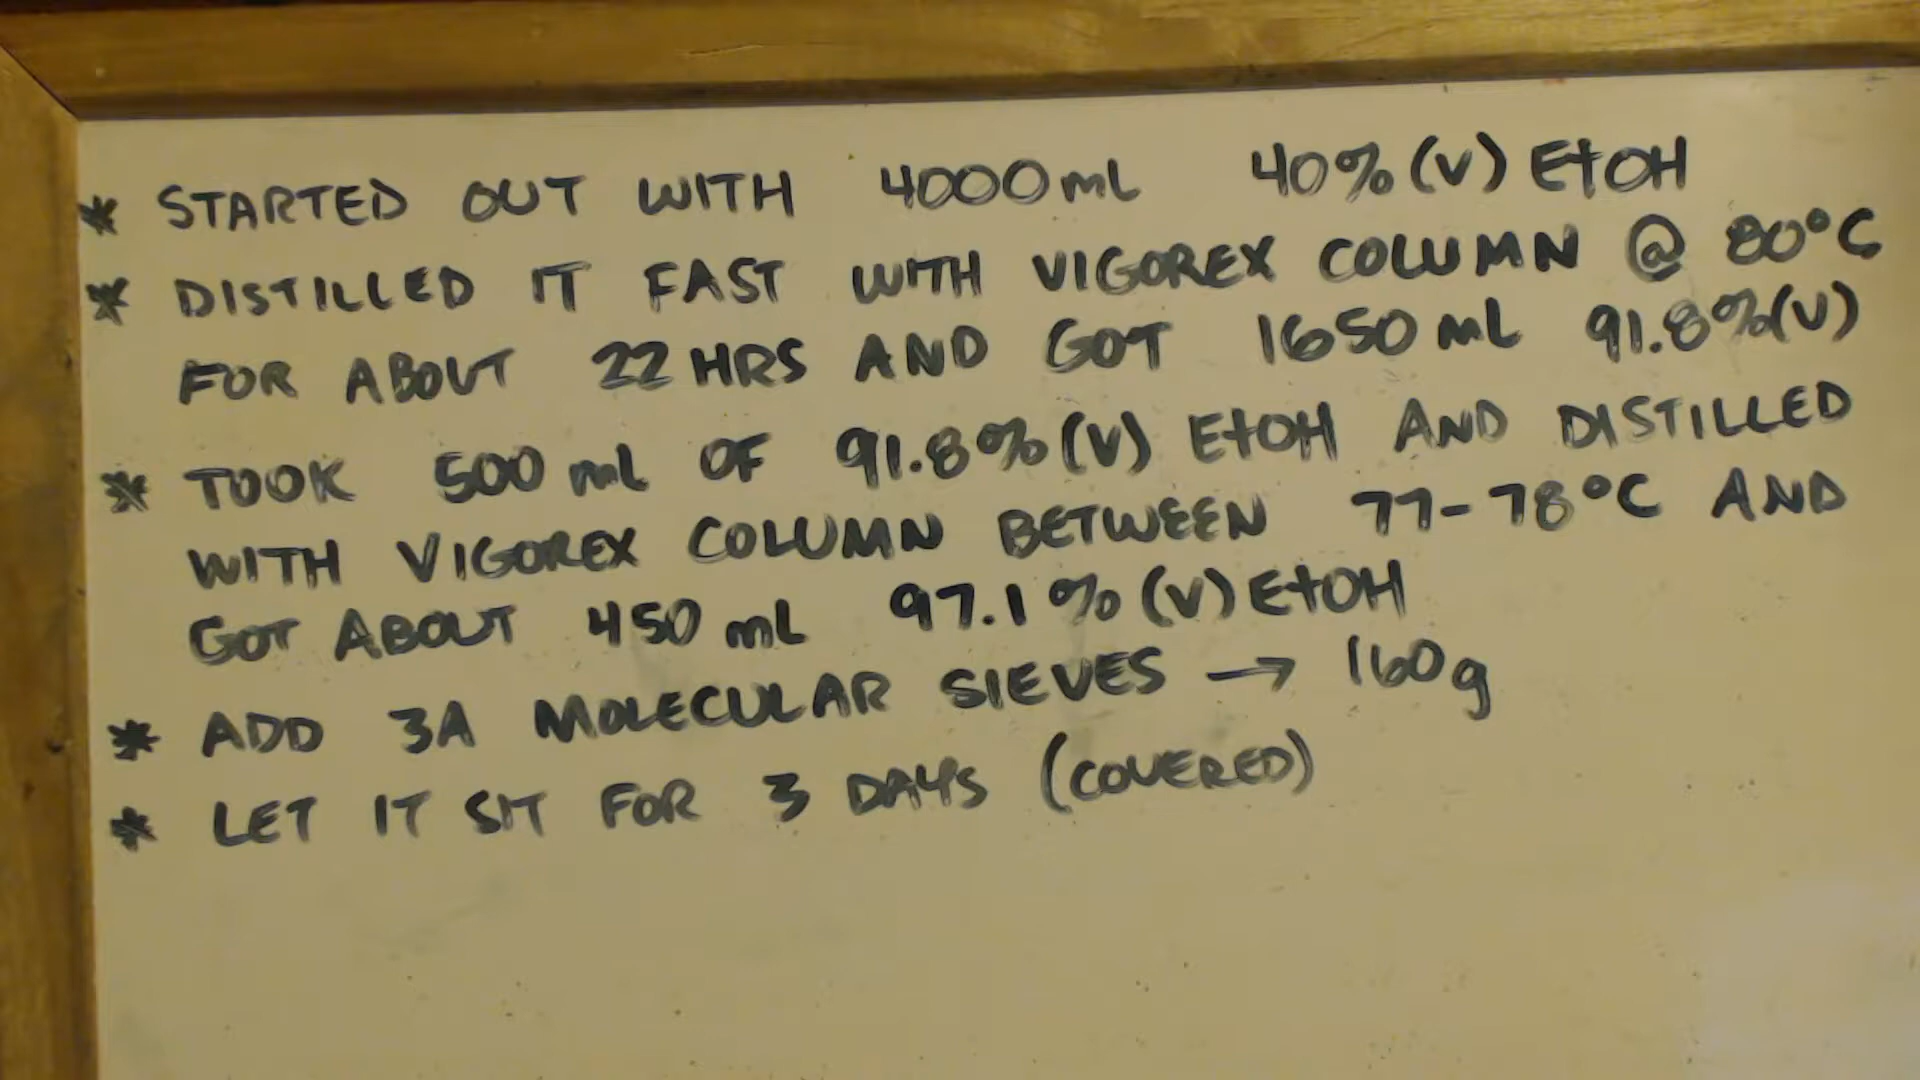 * STARTED OUT WITH 4000mL 40%(V) EtOH
* DISTILLED IT FAST WITH VIGOREX COLUMN @ 80°C
FOR ABOUT 22 HRS AND GOT 1650 mL 91.8%(V)
* TOOK 500 mL OF 91.8%(V) EtOH AND DISTILLED
WITH VIGOREX COLUMN BETWEEN 77-78°C AND
GOT ABOUT 450 mL 97.1%(V) EtOH
* ADD 3A MOLECULAR SIEVES → 160g
* LET IT SIT FOR 3 DAYS (COVERED)